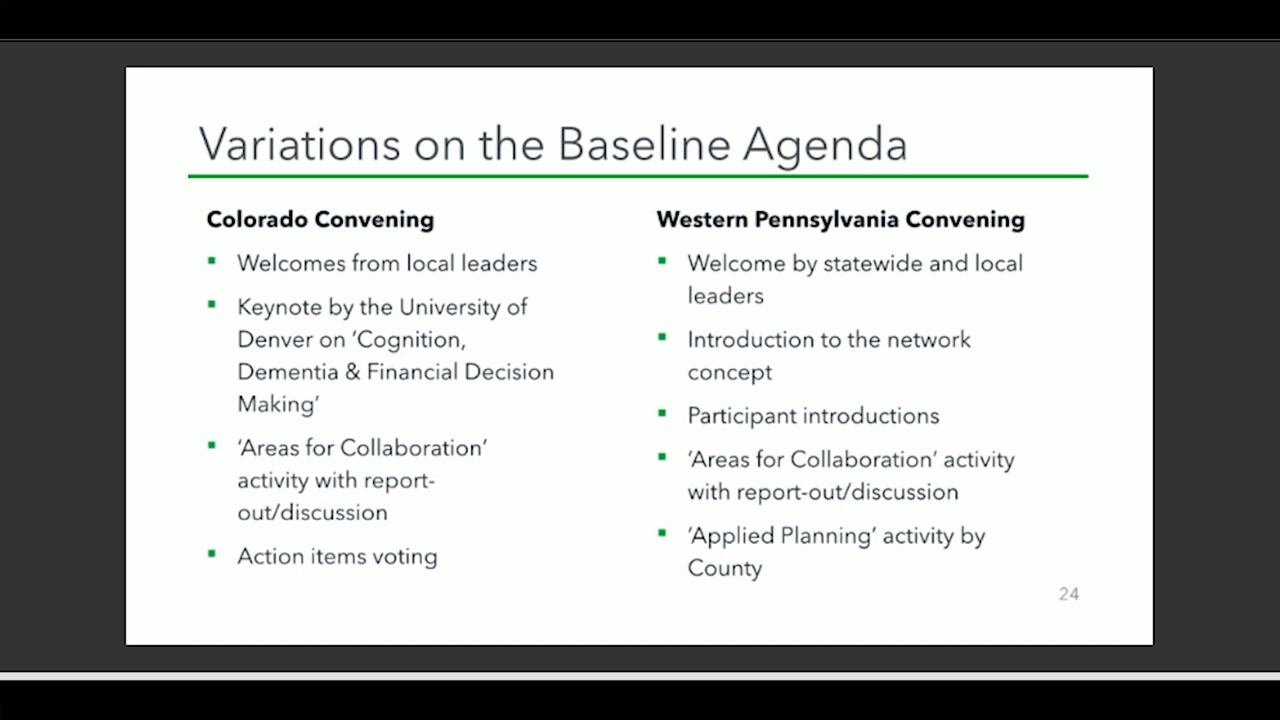 Variations on the Baseline Agenda
Colorado Convening
Welcomes from local leaders
Keynote by the University of
Denver on ‘Cognition,
Dementia & Financial Decision
Making’
‘Areas for Collaboration’
activity with report-
out/discussion
Action items voting
Western Pennsylvania Convening
Welcome by statewide and local
leaders
Introduction to the network
concept
Participant introductions
‘Areas for Collaboration’ activity
with report-out/discussion
‘Applied Planning’ activity by
County
24